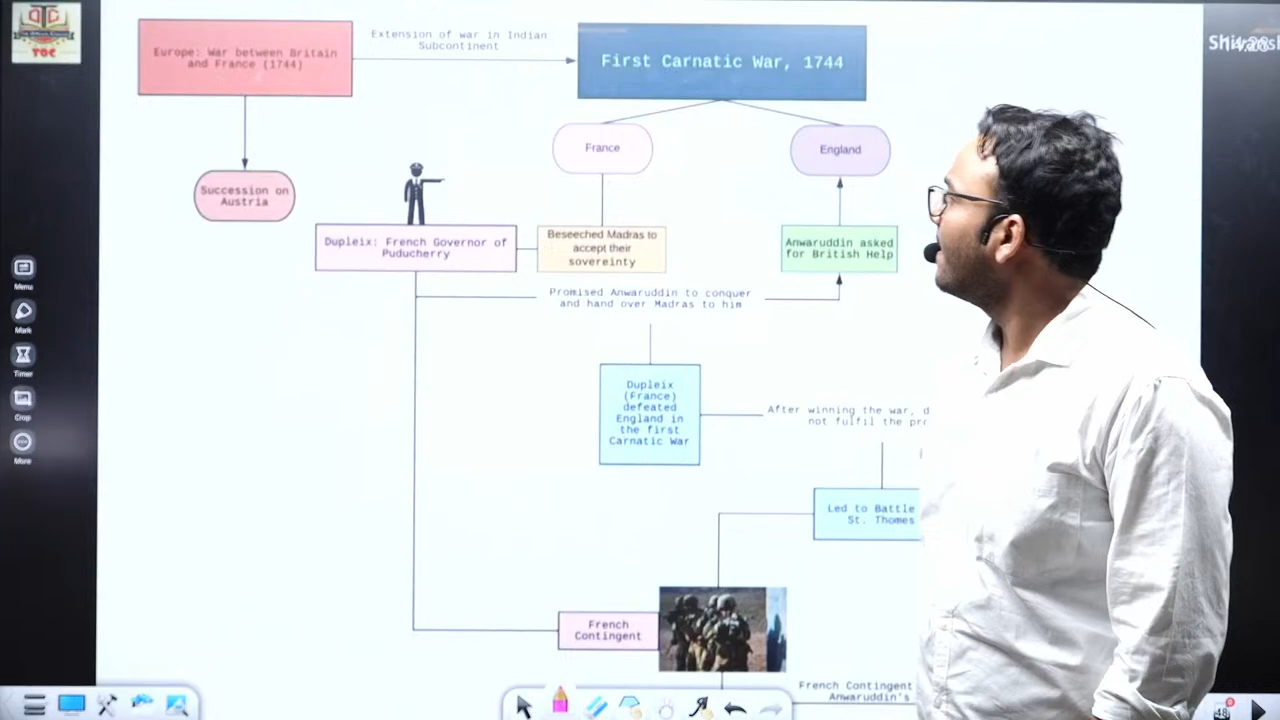 TGC
Europe: War between Britain
and France (1744)
Extension of war in Indian
Subcontinent
First Carnatic War, 1744
Succession on
Austria
France
England
Dupleix: French Governor of
Puducherry
Beseeched Madras to
accept their
sovereinty
Anwaruddin asked
for British Help
Promised Anwaruddin to conquer
and hand over Madras to him
Dupleix
(France)
defeated
England in
the first
Carnatic War
After winning the war, d
not fulfil the pro
Led to Battle
St. Thomes
French
Contingent
French Contingent
Anwaruddin's
Menu
Mark
Timer
Crop
More
48